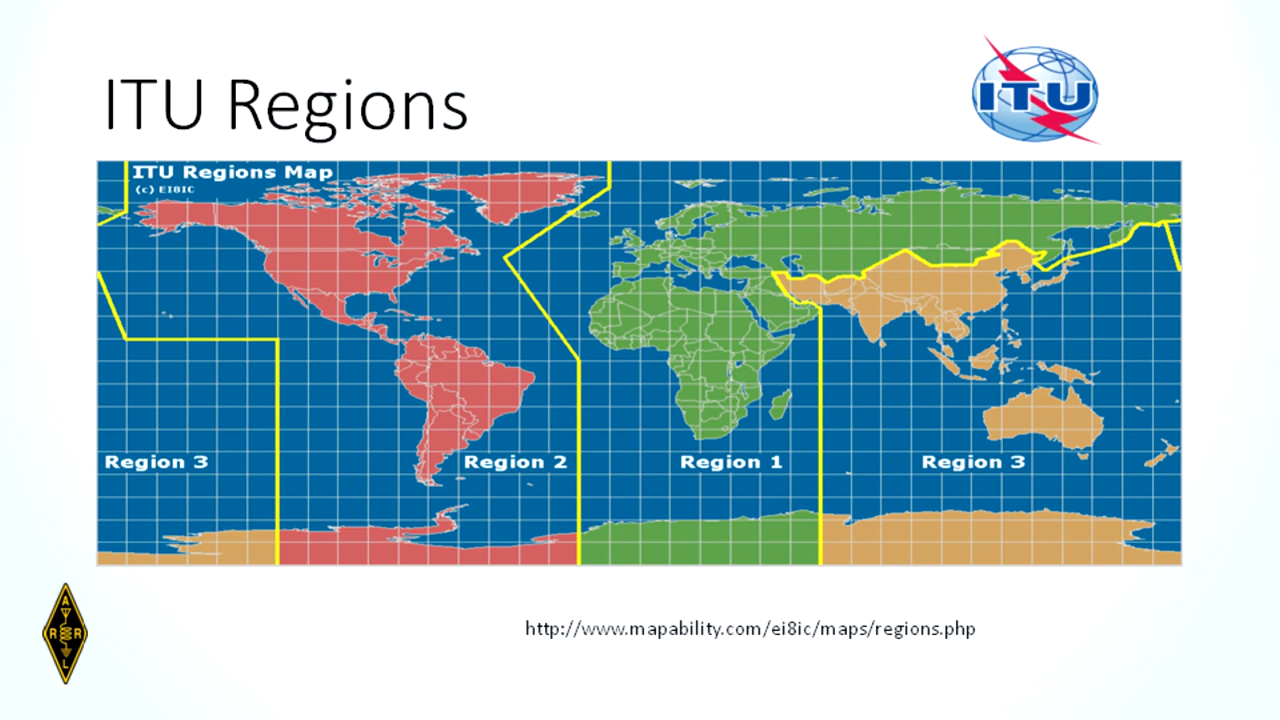 ITU Regions
ITU
ITU Regions Map
(c) EI8IC
Region 3
Region 2
Region 1
Region 3
A
R R
L
http://www.mapability.com/ei8ic/maps/regions.php